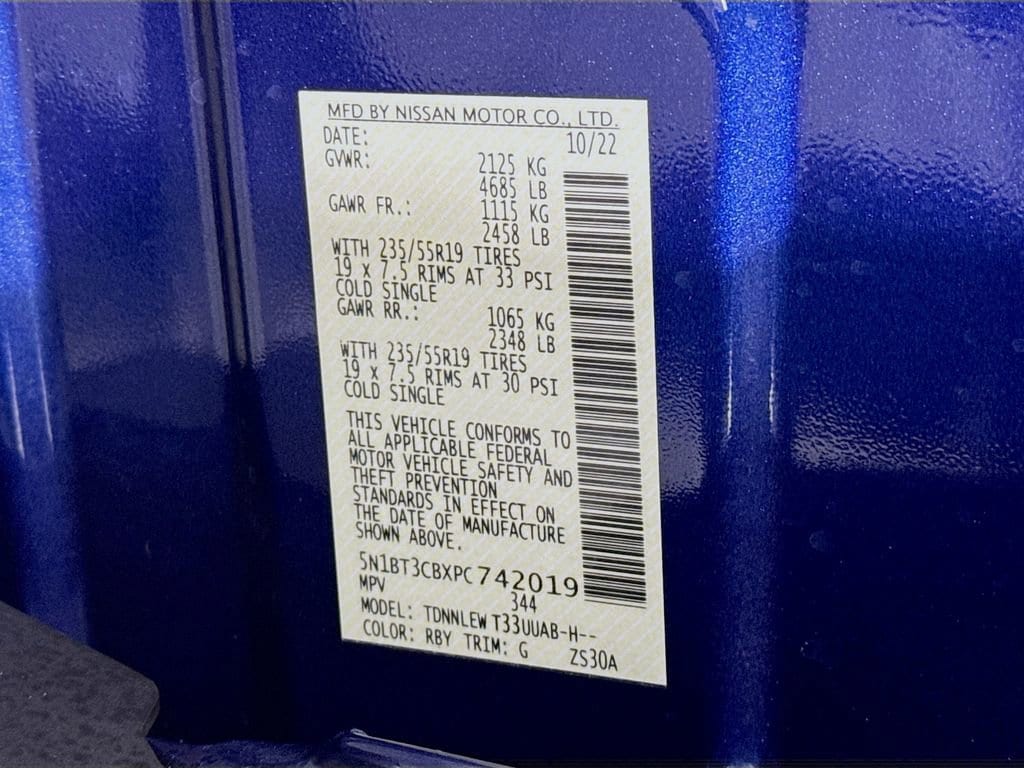 MFD BY NISSAN MOTOR CO., LTD.
DATE: 10/22
GVWR: 2125 KG
4685 LB
GAWR FR.: 1115 KG
2458 LB
WITH 235/55R19 TIRES
19 x 7.5 RIMS AT 33 PSI
COLD SINGLE
GAWR RR.: 1065 KG
2348 LB
WITH 235/55R19 TIRES
19 x 7.5 RIMS AT 30 PSI
COLD SINGLE
THIS VEHICLE CONFORMS TO
ALL APPLICABLE FEDERAL
MOTOR VEHICLE SAFETY AND
THEFT PREVENTION
STANDARDS IN EFFECT ON
THE DATE OF MANUFACTURE
SHOWN ABOVE.
5N1BT3CBXPC742019
MPV 344
MODEL: TDNNLEW T33UUAB-H--
COLOR: RBY TRIM: G ZS30A